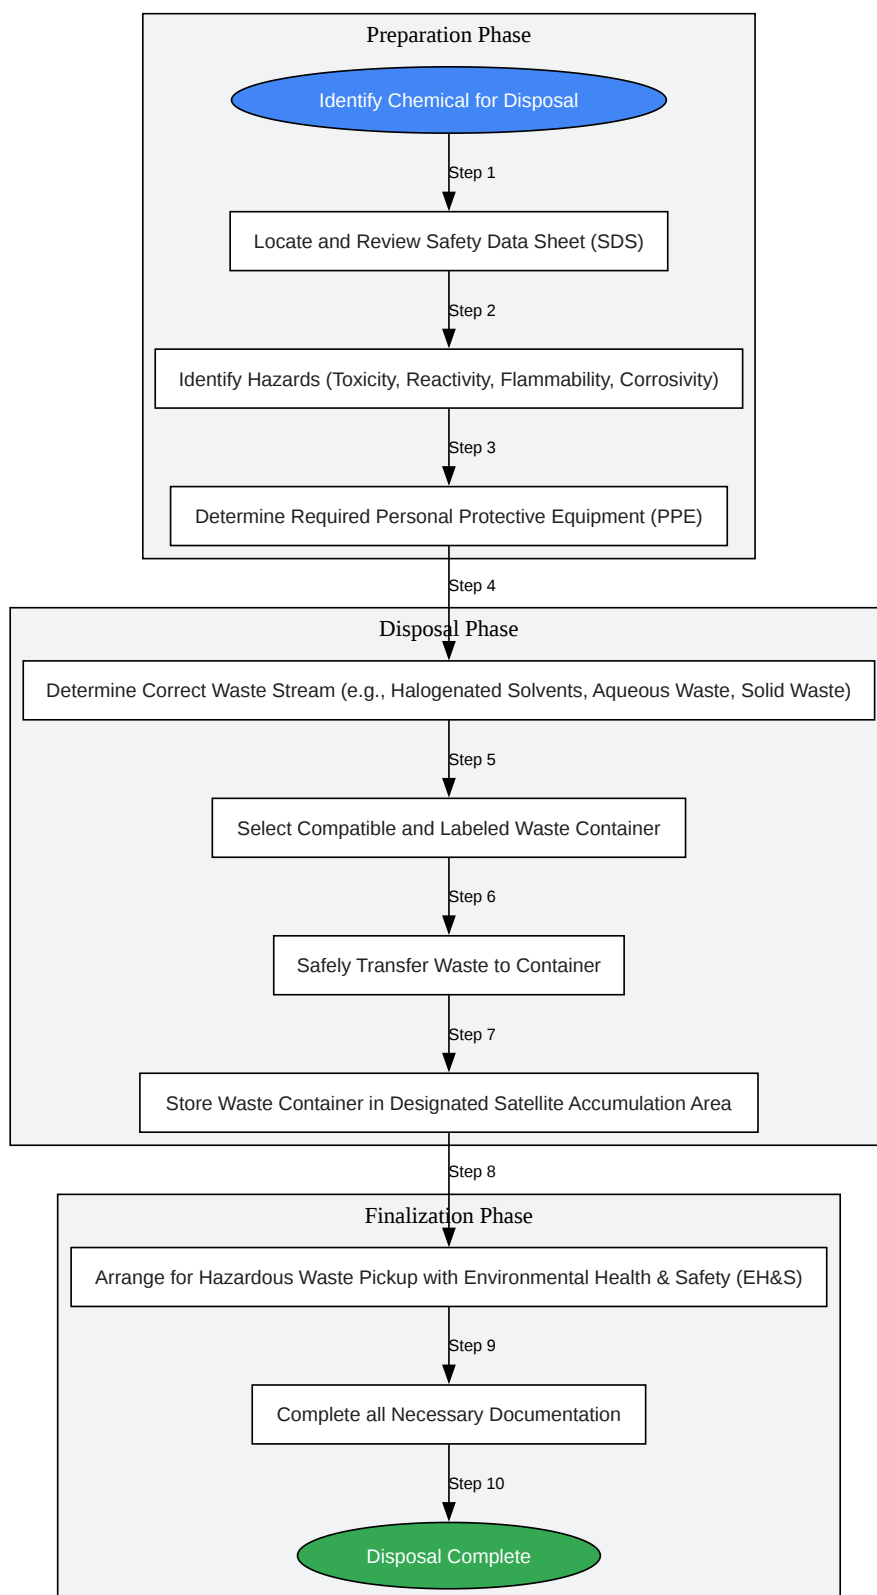 Preparation Phase
Identify Chemical for Disposal
Step 1
Locate and Review Safety Data Sheet (SDS)
Step 2
Identify Hazards (Toxicity, Reactivity, Flammability, Corrosivity)
Step 3
Determine Required Personal Protective Equipment (PPE)
Step 4
Disposal Phase
Determine Correct Waste Stream (e.g., Halogenated Solvents, Aqueous Waste, Solid Waste)
Step 5
Select Compatible and Labeled Waste Container
Step 6
Safely Transfer Waste to Container
Step 7
Store Waste Container in Designated Satellite Accumulation Area
Step 8
Finalization Phase
Arrange for Hazardous Waste Pickup with Environmental Health & Safety (EH&S)
Step 9
Complete all Necessary Documentation
Step 10
Disposal Complete